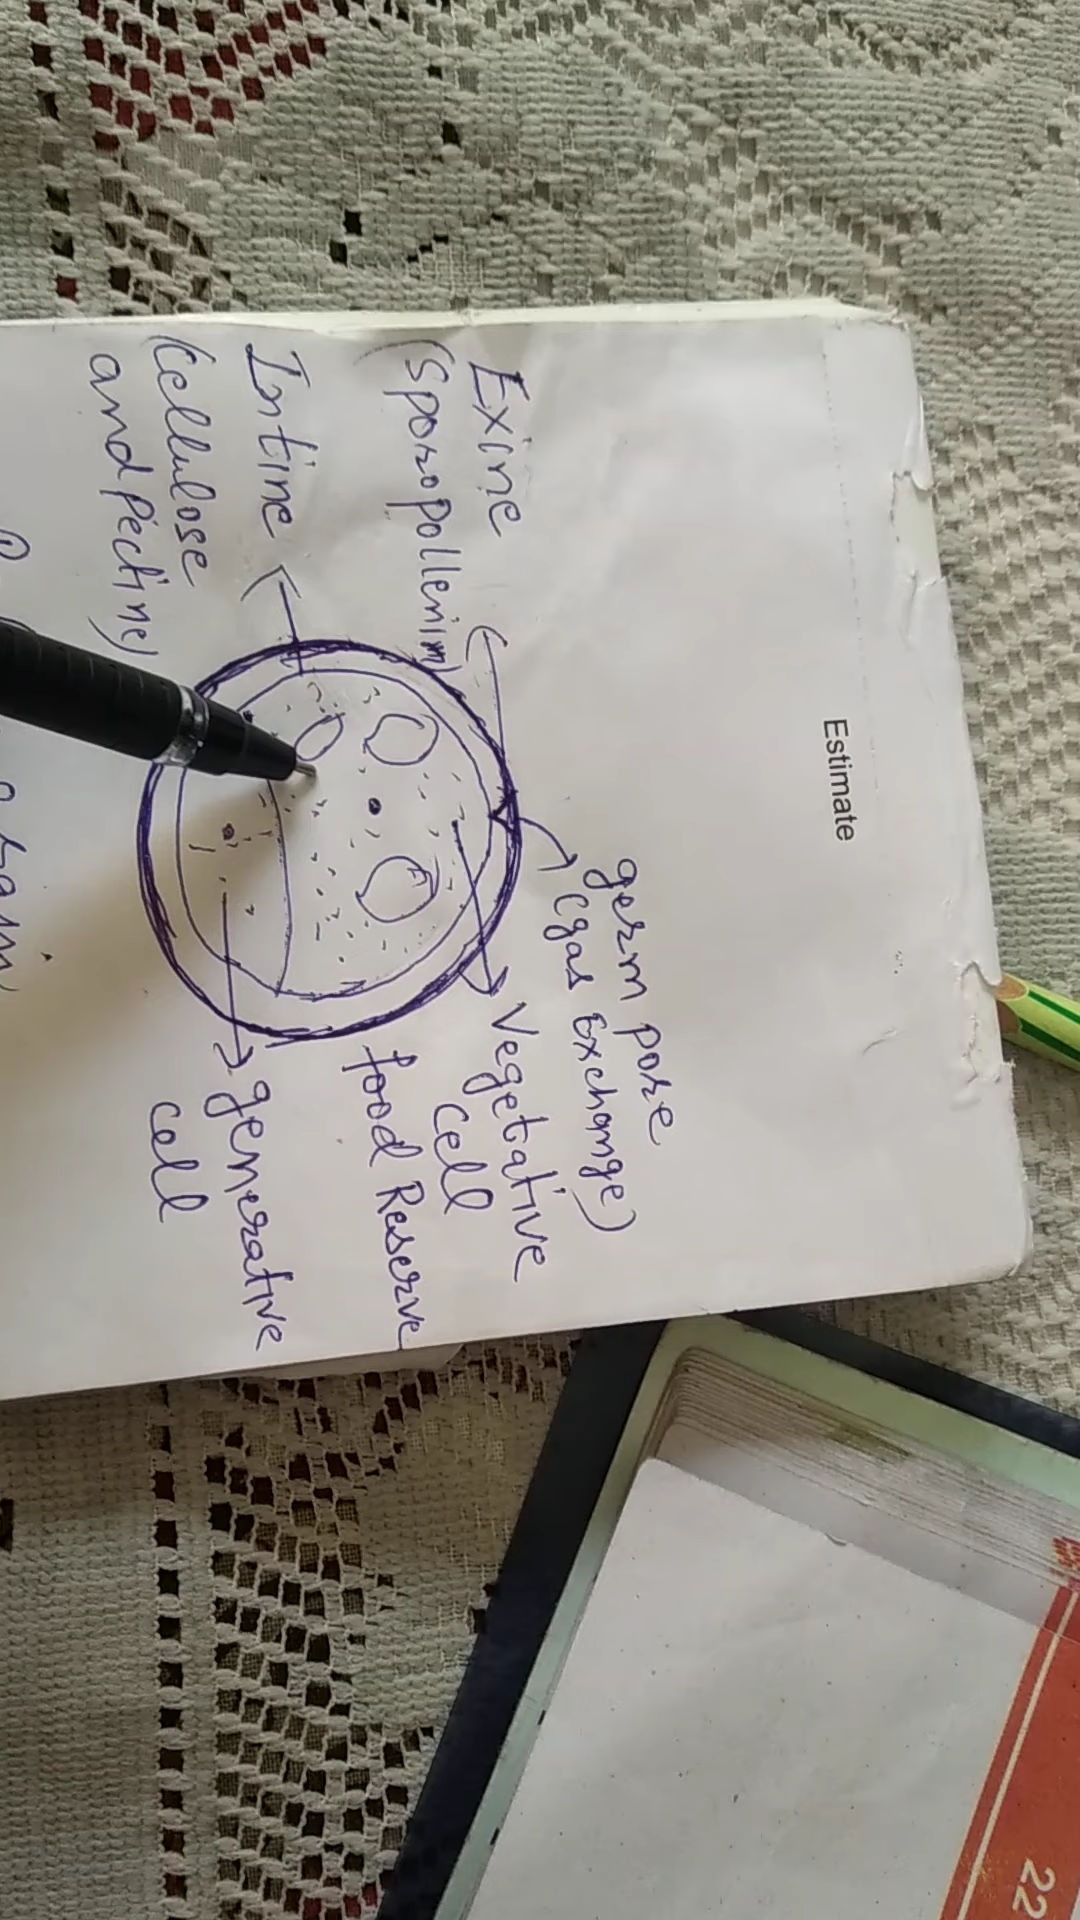 Estimate
germ pore
(gas Exchange)
Exine
(Sporopollenin)
Vegetative
Cell
food Reserve
Intine
(Cellulose
and Pectine)
generative
cell
22